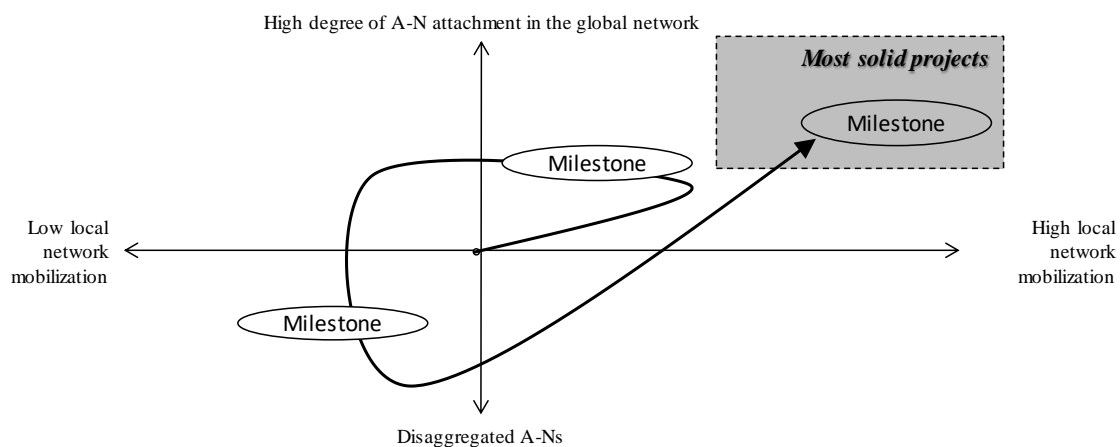 High degree of A-N attachment in the global network
Most solid projects
Milestone
Milestone
Low local
network
mobilization
High local
network
mobilization
Milestone
Disaggregated A-Ns